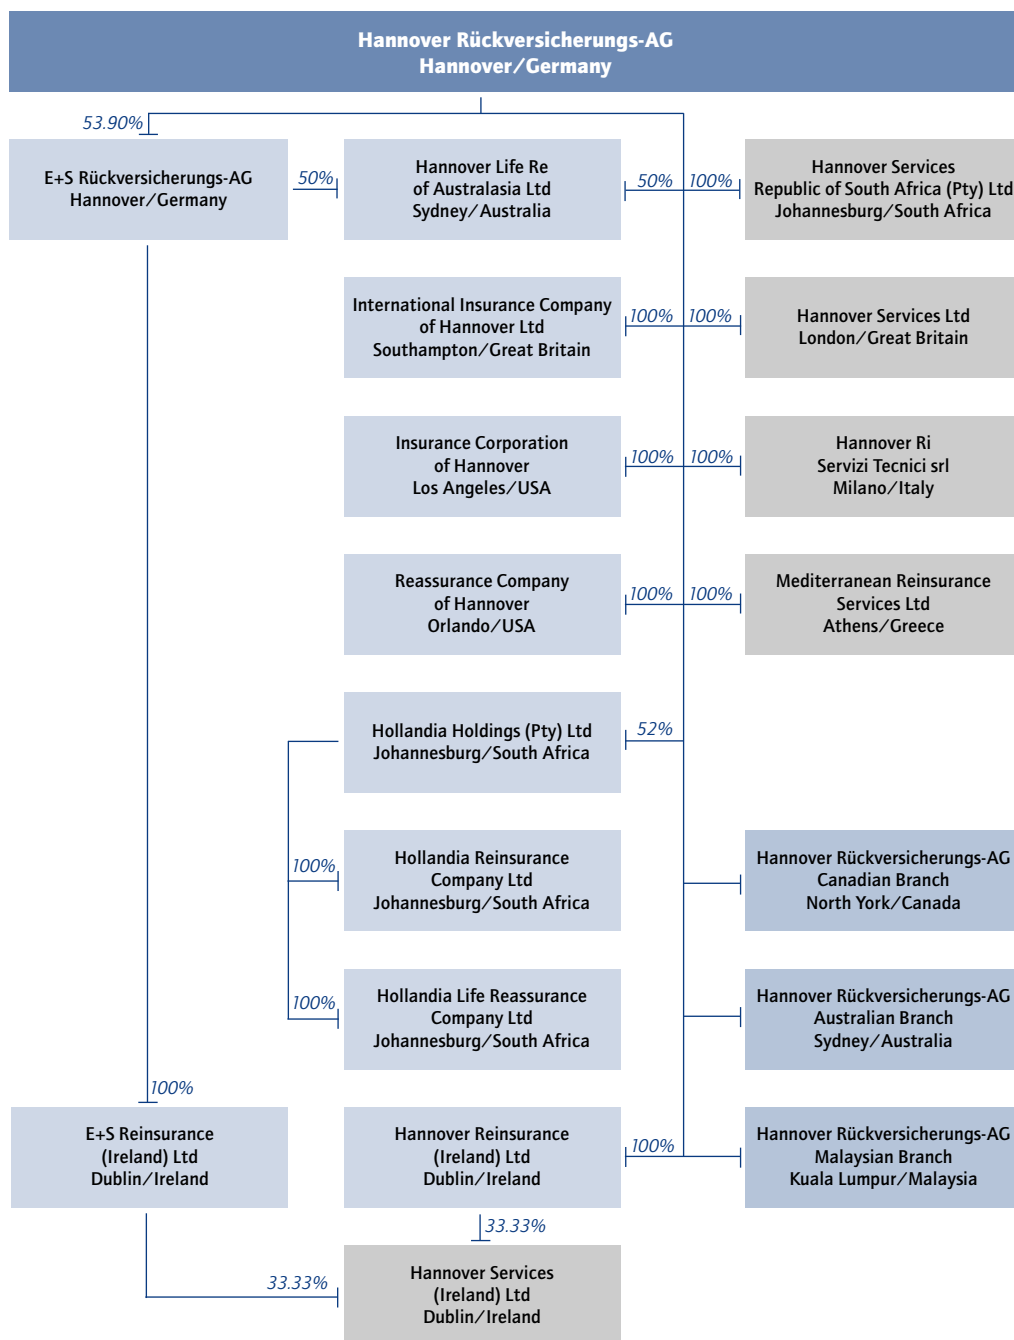 Hannover Rückversicherungs-AG
Hannover/Germany
53.90%
E+S Rückversicherungs-AG
Hannover/Germany
50%
Hannover Life Re
of Australasia Ltd
Sydney/Australia
50%
100%
Hannover Services
Republic of South Africa (Pty) Ltd
Johannesburg/South Africa
International Insurance Company
of Hannover Ltd
Southampton/Great Britain
100%
100%
Hannover Services Ltd
London/Great Britain
Insurance Corporation
of Hannover
Los Angeles/USA
100%
100%
Hannover Ri
Servizi Tecnici srl
Milano/Italy
Reassurance Company
of Hannover
Orlando/USA
100%
100%
Mediterranean Reinsurance
Services Ltd
Athens/Greece
Hollandia Holdings (Pty) Ltd
Johannesburg/South Africa
52%
100%
Hollandia Reinsurance
Company Ltd
Johannesburg/South Africa
Hannover Rückversicherungs-AG
Canadian Branch
North York/Canada
100%
Hollandia Life Reassurance
Company Ltd
Johannesburg/South Africa
Hannover Rückversicherungs-AG
Australian Branch
Sydney/Australia
100%
E+S Reinsurance
(Ireland) Ltd
Dublin/Ireland
Hannover Reinsurance
(Ireland) Ltd
Dublin/Ireland
100%
Hannover Rückversicherungs-AG
Malaysian Branch
Kuala Lumpur/Malaysia
33.33%
33.33%
Hannover Services
(Ireland) Ltd
Dublin/Ireland